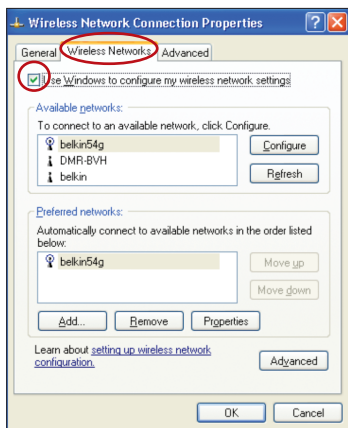 Wireless Network Connection Properties
General Wireless Networks Advanced
Use Windows to configure my wireless network settings
Available networks:
To connect to an available network, click Configure.
belkin54g
Configure
DMR-BVH
belkin
Refresh
Preferred networks:
Automatically connect to available networks in the order listed
below:
belkin54g
Move up
Move down
Add... Remove Properties
Learn about setting up wireless network
configuration.
Advanced
OK Cancel